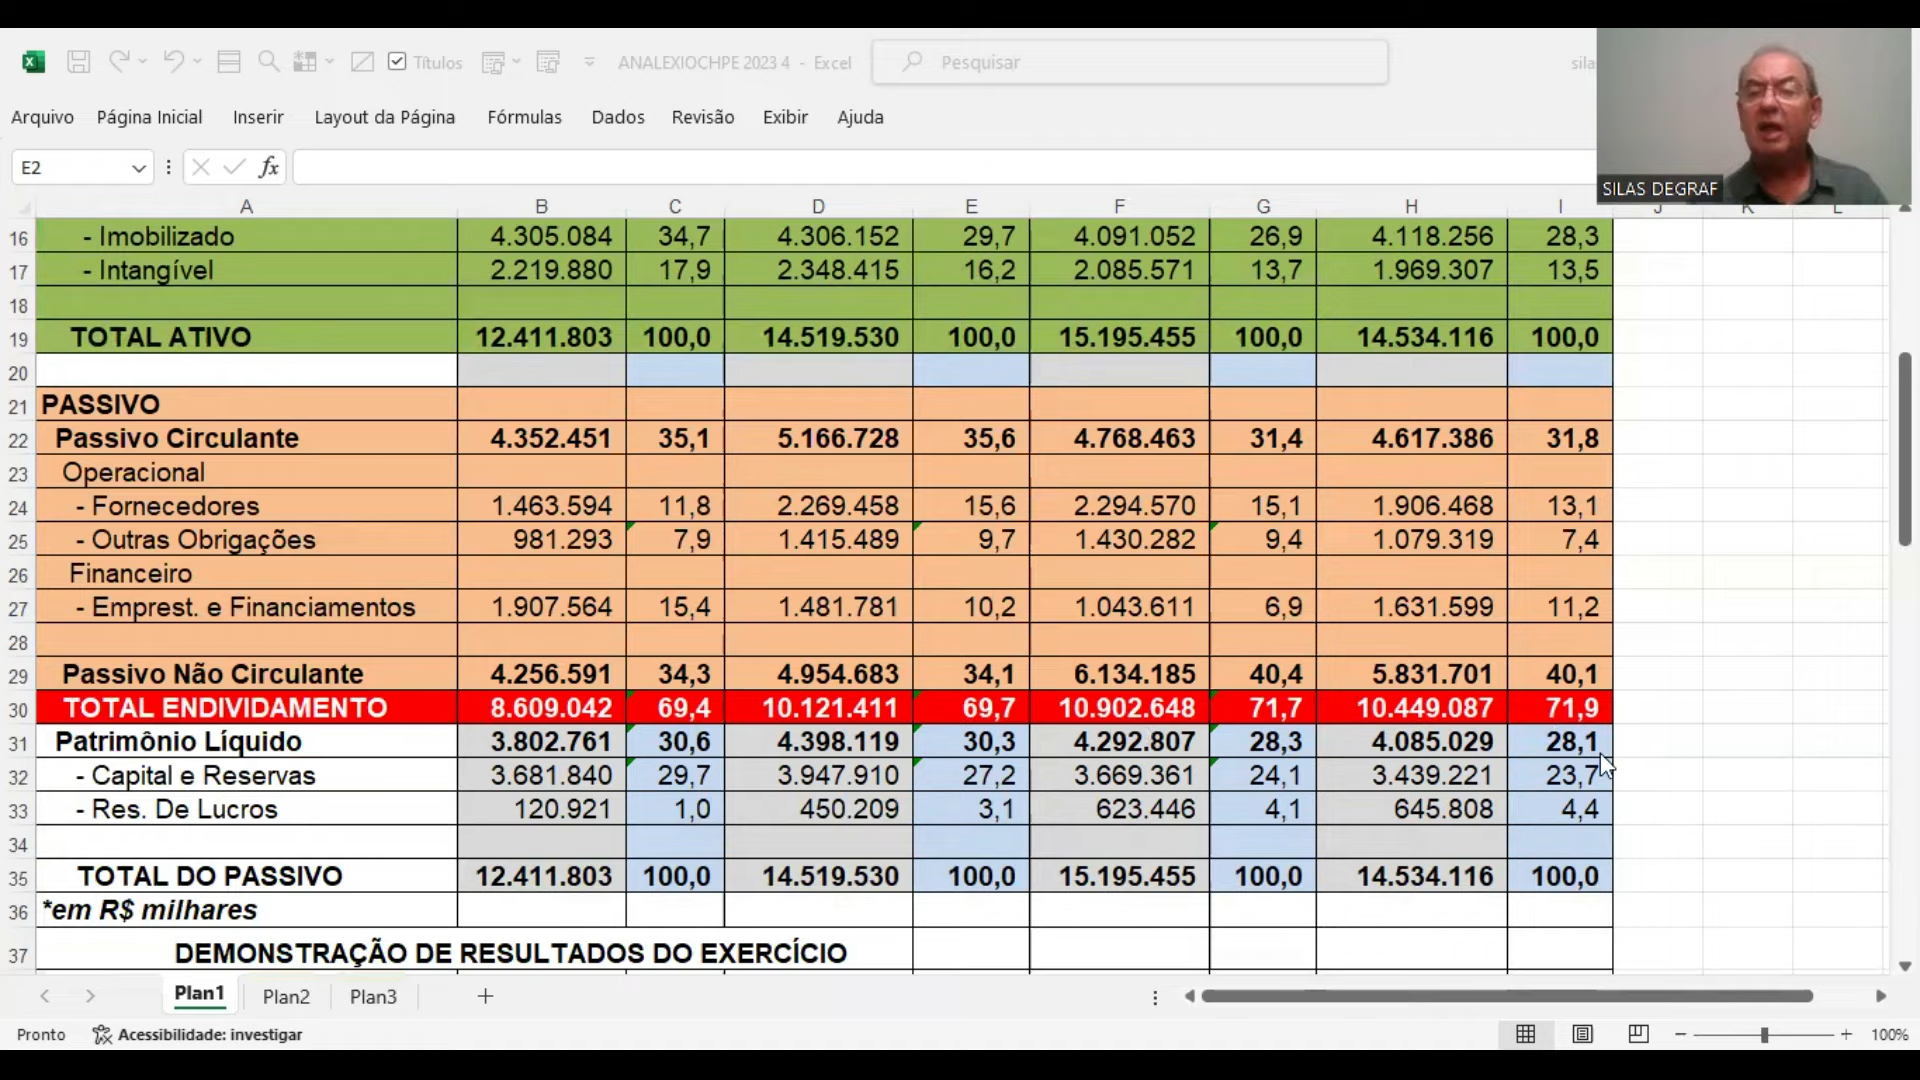 Títulos ANALEXIOCHPE 2023 4 - Excel Pesquisar sila
Arquivo Página Inicial Inserir Layout da Página Fórmulas Dados Revisão Exibir Ajuda
E2 fx
SILAS DEGRAF
A B C D E F G H I J K L
16 - Imobilizado 4.305.084 34,7 4.306.152 29,7 4.091.052 26,9 4.118.256 28,3
17 - Intangível 2.219.880 17,9 2.348.415 16,2 2.085.571 13,7 1.969.307 13,5
18
19 TOTAL ATIVO 12.411.803 100,0 14.519.530 100,0 15.195.455 100,0 14.534.116 100,0
20
21 PASSIVO
22 Passivo Circulante 4.352.451 35,1 5.166.728 35,6 4.768.463 31,4 4.617.386 31,8
23 Operacional
24 - Fornecedores 1.463.594 11,8 2.269.458 15,6 2.294.570 15,1 1.906.468 13,1
25 - Outras Obrigações 981.293 7,9 1.415.489 9,7 1.430.282 9,4 1.079.319 7,4
26 Financeiro
27 - Emprest. e Financiamentos 1.907.564 15,4 1.481.781 10,2 1.043.611 6,9 1.631.599 11,2
28
29 Passivo Não Circulante 4.256.591 34,3 4.954.683 34,1 6.134.185 40,4 5.831.701 40,1
30 TOTAL ENDIVIDAMENTO 8.609.042 69,4 10.121.411 69,7 10.902.648 71,7 10.449.087 71,9
31 Patrimônio Líquido 3.802.761 30,6 4.398.119 30,3 4.292.807 28,3 4.085.029 28,1
32 - Capital e Reservas 3.681.840 29,7 3.947.910 27,2 3.669.361 24,1 3.439.221 23,7
33 - Res. De Lucros 120.921 1,0 450.209 3,1 623.446 4,1 645.808 4,4
34
35 TOTAL DO PASSIVO 12.411.803 100,0 14.519.530 100,0 15.195.455 100,0 14.534.116 100,0
36 *em R$ milhares
37 DEMONSTRAÇÃO DE RESULTADOS DO EXERCÍCIO
Plan1 Plan2 Plan3
Pronto Acessibilidade: investigar 100%